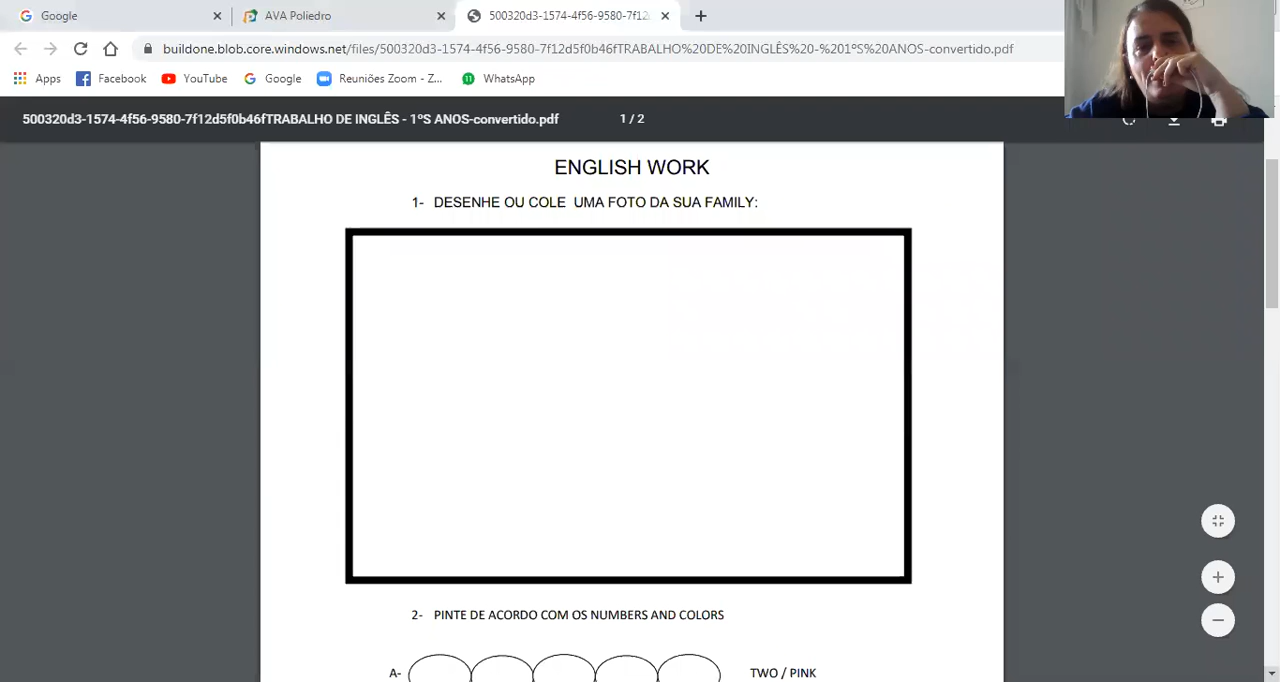 Google
AVA Poliedro
500320d3-1574-4f56-9580-7f12
buildone.blob.core.windows.net/files/500320d3-1574-4f56-9580-7f12d5f0b46fTRABALHO%20DE%20INGLÊS%20-%201ºS%20ANOS-convertido.pdf
Apps Facebook YouTube Google Reuniões Zoom - Z... 11 WhatsApp
500320d3-1574-4f56-9580-7f12d5f0b46fTRABALHO DE INGLÊS - 1ºS ANOS-convertido.pdf 1 / 2
ENGLISH WORK
1- DESENHE OU COLE UMA FOTO DA SUA FAMILY:
2- PINTE DE ACORDO COM OS NUMBERS AND COLORS
A- TWO / PINK